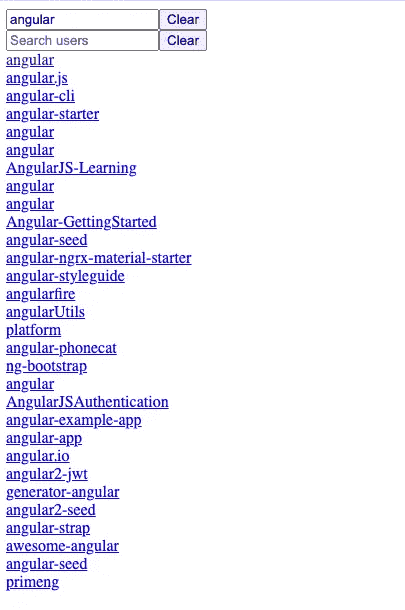 angular Clear
Search users Clear
angular
angular.js
angular-cli
angular-starter
angular
angular
AngularJS-Learning
angular
angular
Angular-GettingStarted
angular-seed
angular-ngrx-material-starter
angular-styleguide
angularfire
angularUtils
platform
angular-phonecat
ng-bootstrap
angular
AngularJSAuthentication
angular-example-app
angular-app
angular.io
angular2-jwt
generator-angular
angular2-seed
angular-strap
awesome-angular
angular-seed
primeng